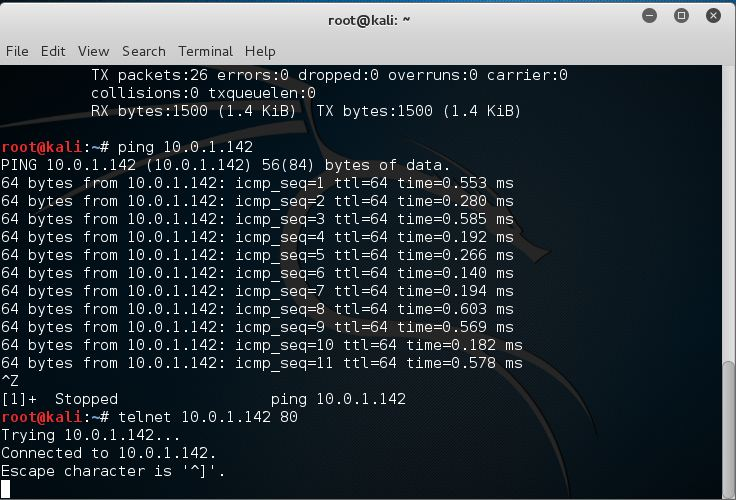 root@kali: ~
File Edit View Search Terminal Help
TX packets:26 errors:0 dropped:0 overruns:0 carrier:0
collisions:0 txqueuelen:0
RX bytes:1500 (1.4 KiB)  TX bytes:1500 (1.4 KiB)
root@kali:~# ping 10.0.1.142
PING 10.0.1.142 (10.0.1.142) 56(84) bytes of data.
64 bytes from 10.0.1.142: icmp_seq=1 ttl=64 time=0.553 ms
64 bytes from 10.0.1.142: icmp_seq=2 ttl=64 time=0.280 ms
64 bytes from 10.0.1.142: icmp_seq=3 ttl=64 time=0.585 ms
64 bytes from 10.0.1.142: icmp_seq=4 ttl=64 time=0.192 ms
64 bytes from 10.0.1.142: icmp_seq=5 ttl=64 time=0.266 ms
64 bytes from 10.0.1.142: icmp_seq=6 ttl=64 time=0.140 ms
64 bytes from 10.0.1.142: icmp_seq=7 ttl=64 time=0.194 ms
64 bytes from 10.0.1.142: icmp_seq=8 ttl=64 time=0.603 ms
64 bytes from 10.0.1.142: icmp_seq=9 ttl=64 time=0.569 ms
64 bytes from 10.0.1.142: icmp_seq=10 ttl=64 time=0.182 ms
64 bytes from 10.0.1.142: icmp_seq=11 ttl=64 time=0.578 ms
^Z
[1]+  Stopped                 ping 10.0.1.142
root@kali:~# telnet 10.0.1.142 80
Trying 10.0.1.142...
Connected to 10.0.1.142.
Escape character is '^]'.